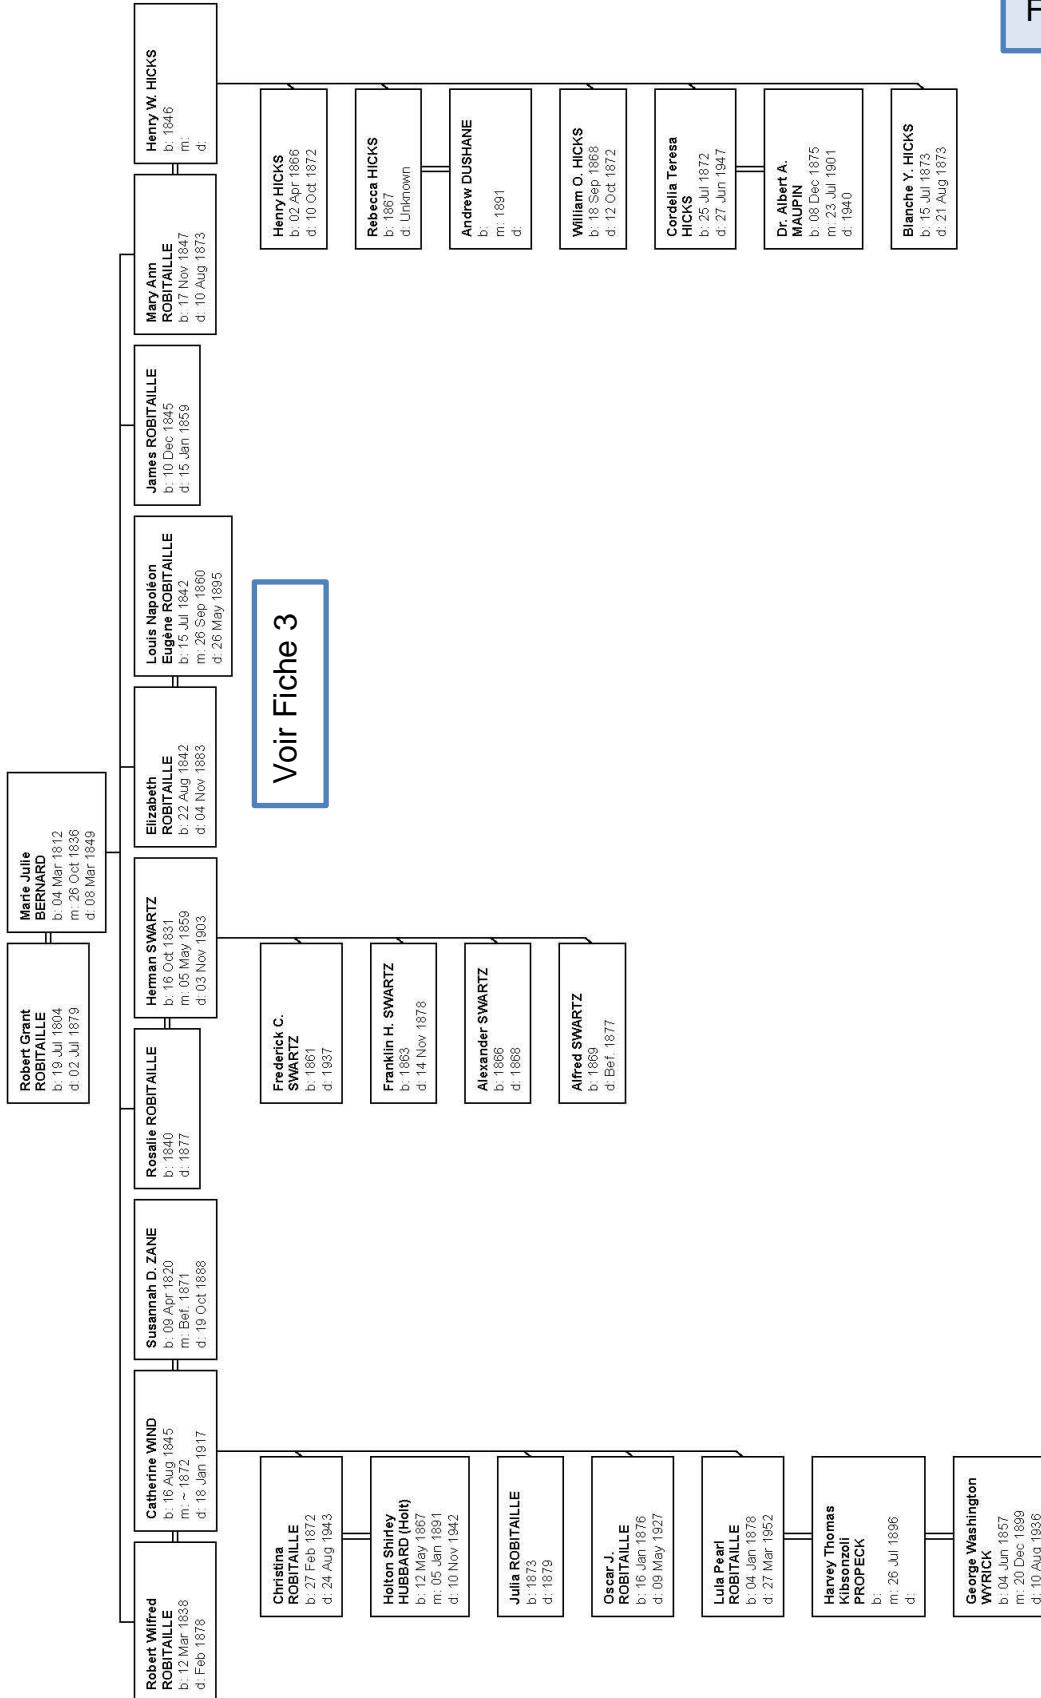 Robert Grant
ROBITAILLE
b: 19 Jul 1804
d: 02 Jul 1879
Marie Julie
BERNARD
b: 04 Mar 1812
m: 26 Oct 1836
d: 08 Mar 1849
Robert Wilfred
ROBITAILLE
b: 12 Mar 1838
d: Feb 1878
Catherine WIND
b: 16 Aug 1845
m: ~ 1872
d: 18 Jan 1917
Susannah D. ZANE
b: 09 Apr 1820
m: Bef. 1871
d: 19 Oct 1888
Rosalie ROBITAILLE
b: 1840
d: 1877
Herman SWARTZ
b: 16 Oct 1831
m: 05 May 1859
d: 03 Nov 1903
Elizabeth
ROBITAILLE
b: 22 Aug 1842
d: 04 Nov 1883
Louis Napoléon
Eugène ROBITAILLE
b: 15 Jul 1842
m: 26 Sep 1860
d: 26 May 1895
James ROBITAILLE
b: 10 Dec 1845
d: 15 Jan 1859
Mary Ann
ROBITAILLE
b: 17 Nov 1847
d: 10 Aug 1873
Henry W. HICKS
b: 1846
m:
d:
Christina
ROBITAILLE
b: 27 Feb 1872
d: 24 Aug 1943
Holton Shirley
HUBBARD (Holt)
b: 12 May 1867
m: 05 Jan 1891
d: 10 Nov 1942
Julia ROBITAILLE
b: 1873
d: 1879
Oscar J.
ROBITAILLE
b: 16 Jan 1876
d: 09 May 1927
Lula Pearl
ROBITAILLE
b: 04 Jan 1878
d: 27 Mar 1952
Harvey Thomas
Kibsonzoli
PROPECK
b:
m: 26 Jul 1896
d:
George Washington
WYRICK
b: 04 Jun 1857
m: 20 Dec 1899
d: 10 Aug 1936
Frederick C.
SWARTZ
b: 1861
d: 1937
Franklin H. SWARTZ
b: 1863
d: 14 Nov 1878
Alexander SWARTZ
b: 1866
d: 1868
Alfred SWARTZ
b: 1869
d: Bef. 1877
Voir Fiche 3
Henry HICKS
b: 02 Apr 1866
d: 10 Oct 1872
Rebecca HICKS
b: 1867
d: Unknown
Andrew DUSHANE
b:
m: 1891
d:
William O. HICKS
b: 18 Sep 1868
d: 12 Oct 1872
Cordelia Teresa
HICKS
b: 25 Jul 1872
d: 27 Jun 1947
Dr. Albert A.
MAUPIN
b: 08 Dec 1875
m: 23 Jul 1901
d: 1940
Blanche Y. HICKS
b: 15 Jul 1873
d: 21 Aug 1873